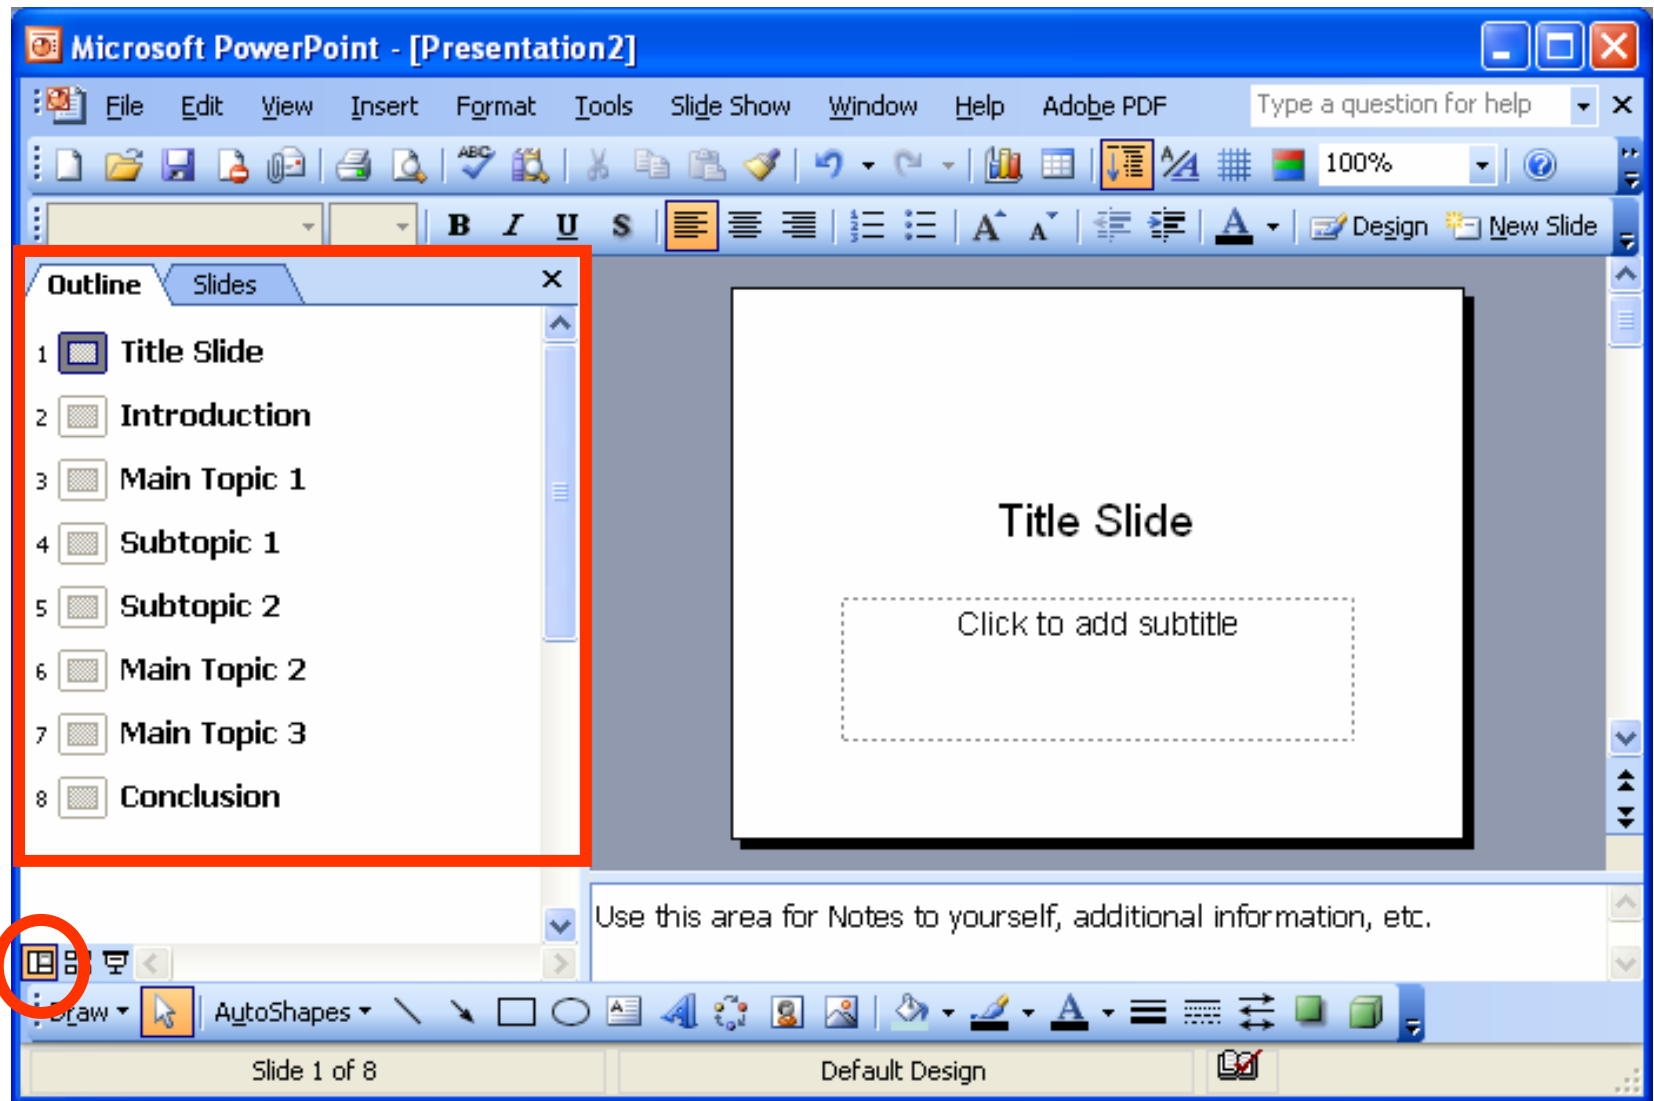 Microsoft PowerPoint - [Presentation2]
File Edit View Insert Format Tools Slide Show Window Help Adobe PDF Type a question for help
ABC A/A 100%
B I U S A A A Design New Slide
Outline Slides
1 Title Slide
2 Introduction
3 Main Topic 1
4 Subtopic 1
5 Subtopic 2
6 Main Topic 2
7 Main Topic 3
8 Conclusion
Title Slide
Click to add subtitle
Use this area for Notes to yourself, additional information, etc.
Draw AutoShapes A A A
Slide 1 of 8 Default Design